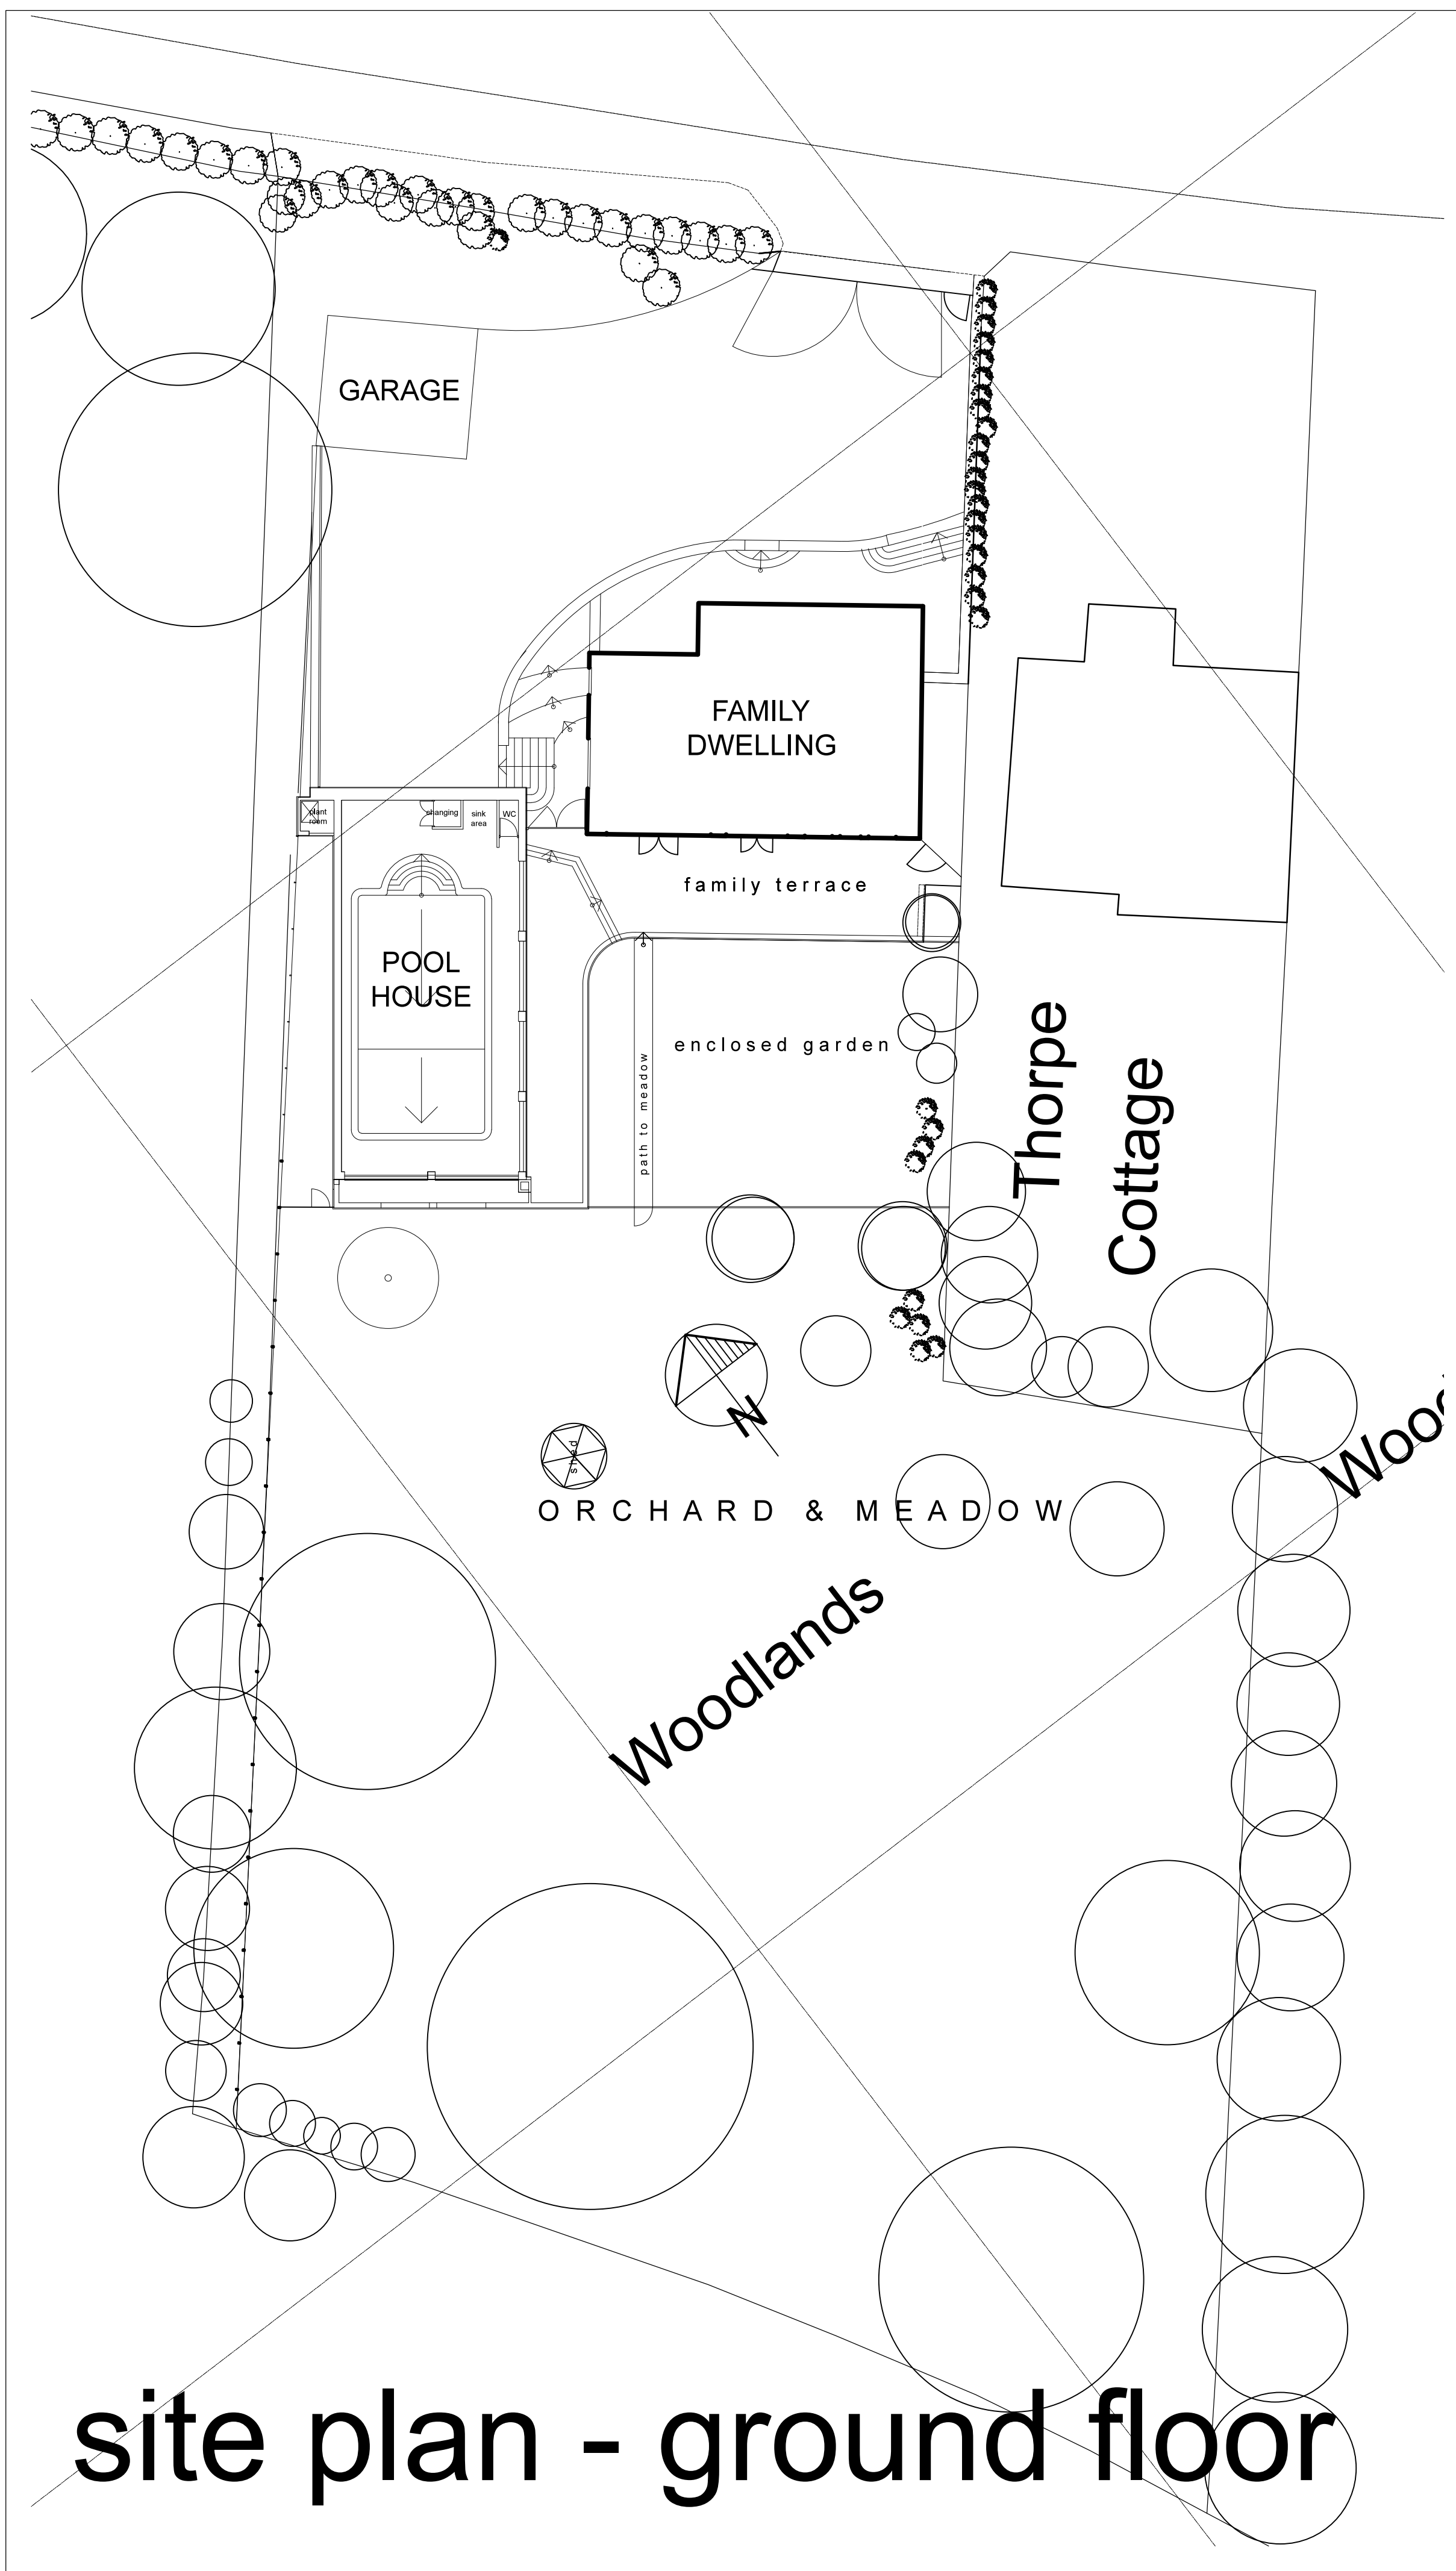 GARAGE
FAMILY
DWELLING
plant
room
changing
sink
area
WC
family terrace
POOL
HOUSE
enclosed garden
path to meadow
Thorpe
Cottage
N
shed
ORCHARD & MEADOW
Woodlands
site plan - ground floor